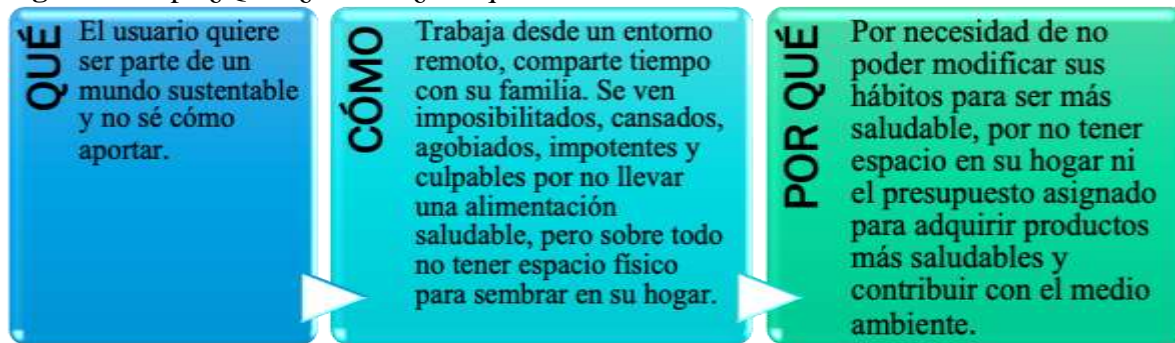 QUÉ
El usuario quiere
ser parte de un
mundo sustentable
y no sé cómo
aportar.
CÓMO
Trabaja desde un entorno
remoto, comparte tiempo
con su familia. Se ven
imposibilitados, cansados,
agobiados, impotentes y
culpables por no llevar
una alimentación
saludable, pero sobre todo
no tener espacio físico
para sembrar en su hogar.
POR QUÉ
Por necesidad de no
poder modificar sus
hábitos para ser más
saludable, por no tener
espacio en su hogar ni
el presupuesto asignado
para adquirir productos
más saludables y
contribuir con el medio
ambiente.